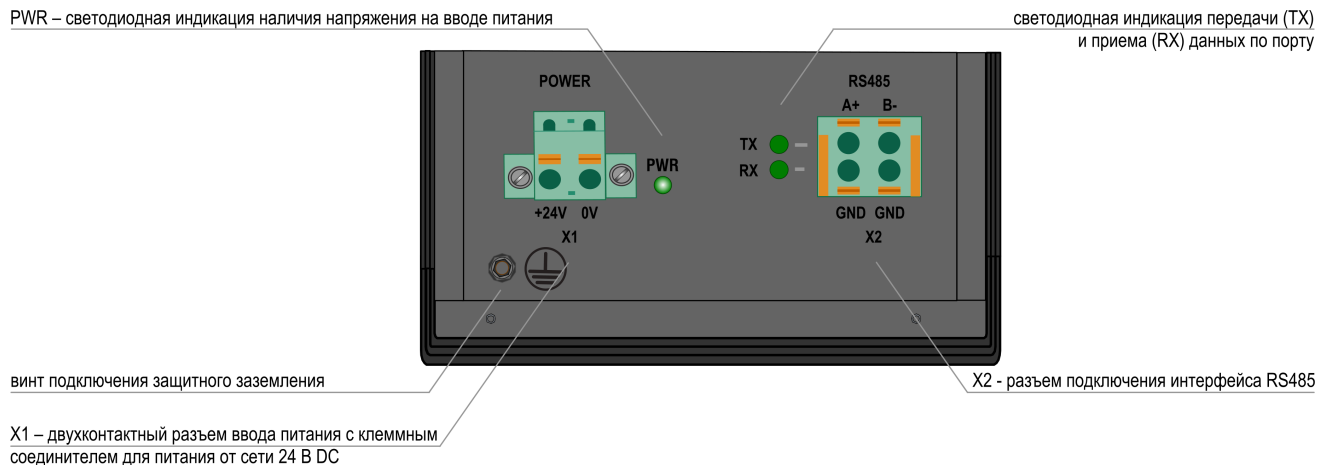 PWR – светодиодная индикация наличия напряжения на вводе питания
светодиодная индикация передачи (TX)
и приема (RX) данных по порту
POWER
RS485
A+ B-
TX
RX
PWR
+24V 0V
X1
GND GND
X2
винт подключения защитного заземления
X2 - разъем подключения интерфейса RS485
X1 – двухконтактный разъем ввода питания с клеммным
соединителем для питания от сети 24 В DC